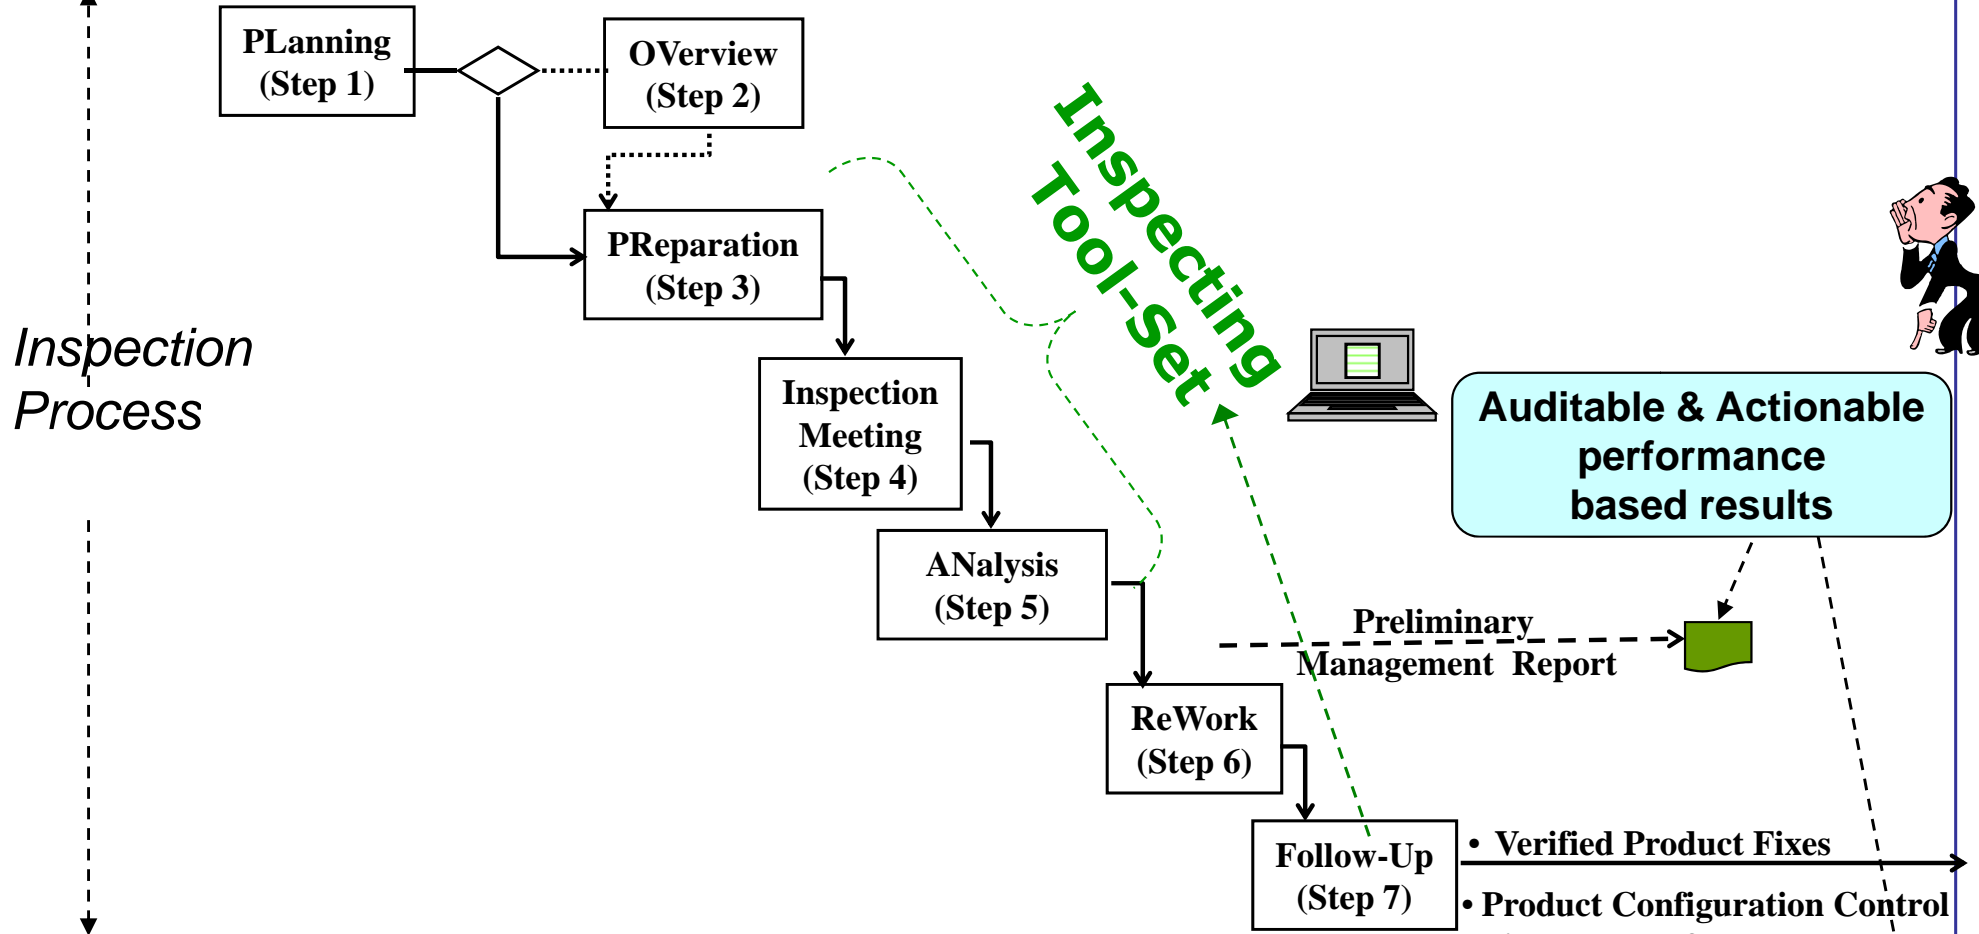 PLanning
(Step 1)
OVerview
(Step 2)
PReparation
(Step 3)
Inspecting
Tool-Set
Inspection
Process
Inspection
Meeting
(Step 4)
Auditable & Actionable
performance
based results
ANalysis
(Step 5)
Preliminary
Management Report
ReWork
(Step 6)
Follow-Up
(Step 7)
• Verified Product Fixes
• Product Configuration Control